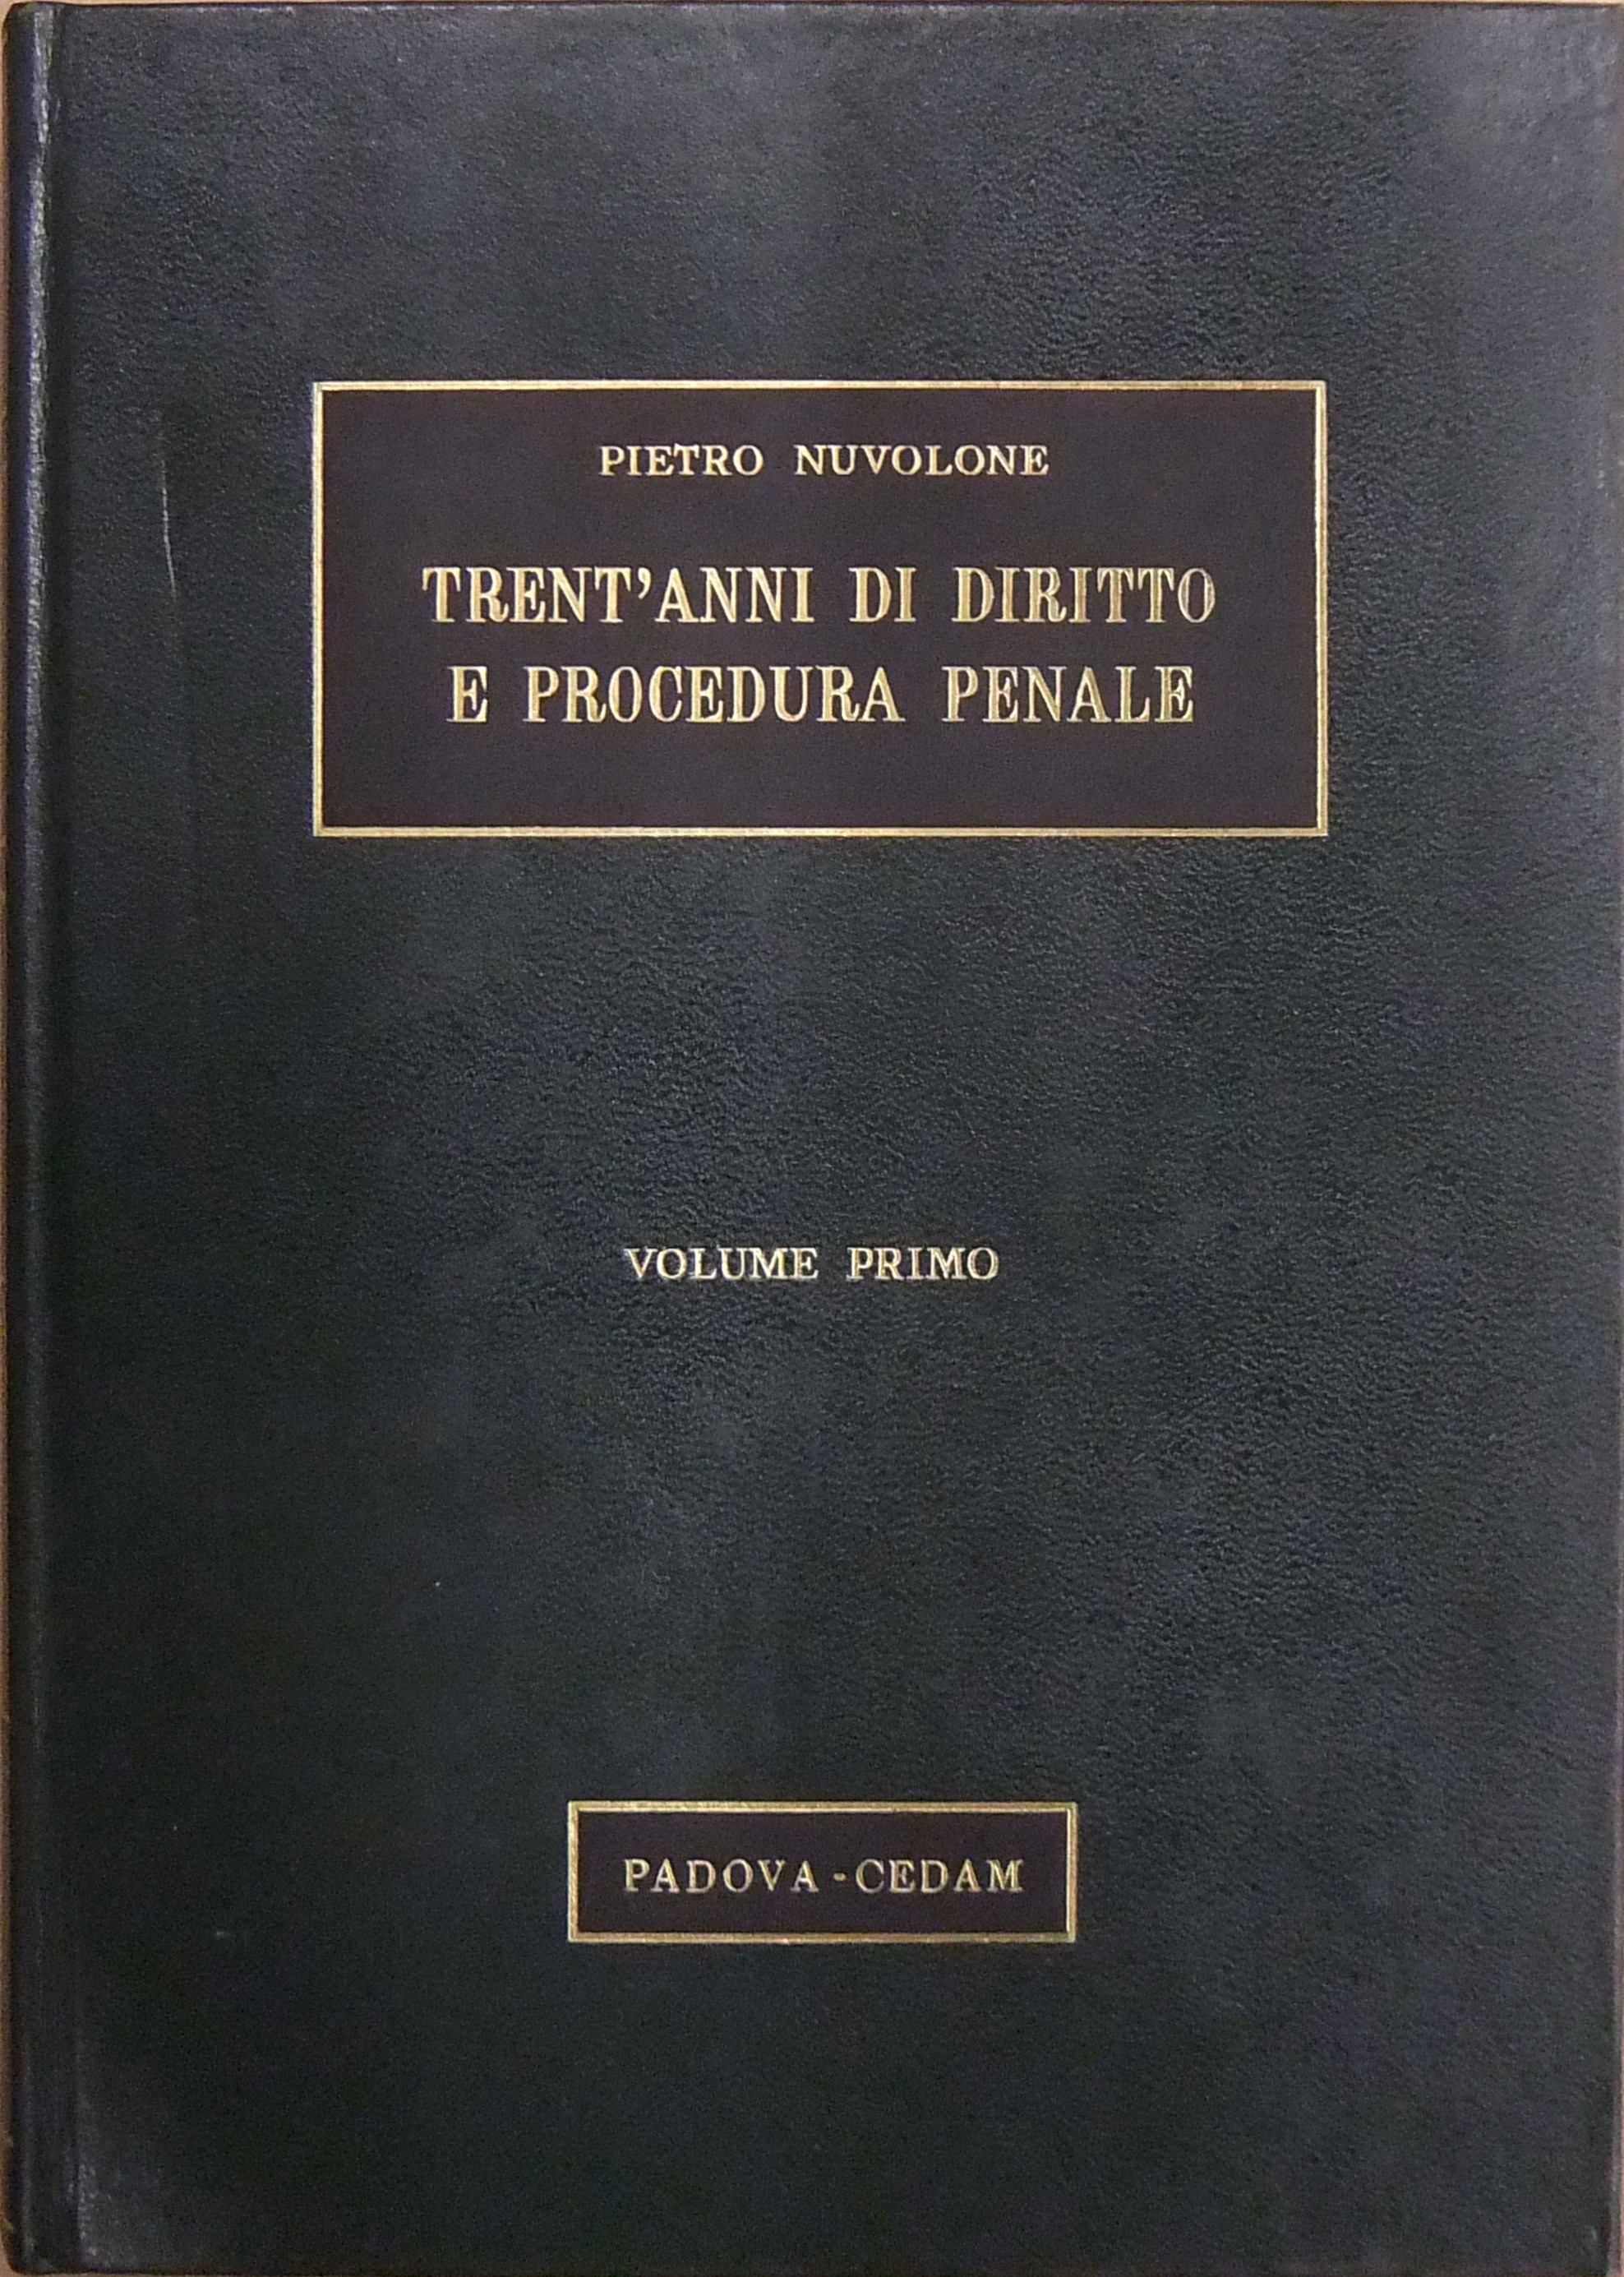 PIETRO NUVOLONE
TRENT'ANNI DI DIRITTO
E PROCEDURA PENALE
VOLUME PRIMO
PADOVA - CEDAM